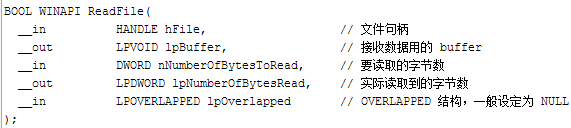 BOOL WINAPI ReadFile(
__in HANDLE hFile, // 文件句柄
__out LPVOID lpBuffer, // 接收数据用的 buffer
__in DWORD nNumberOfBytesToRead, // 要读取的字节数
__out LPDWORD lpNumberOfBytesRead, // 实际读取到的字节数
__in LPOVERLAPPED lpOverlapped // OVERLAPPED 结构，一般设定为 NULL
);